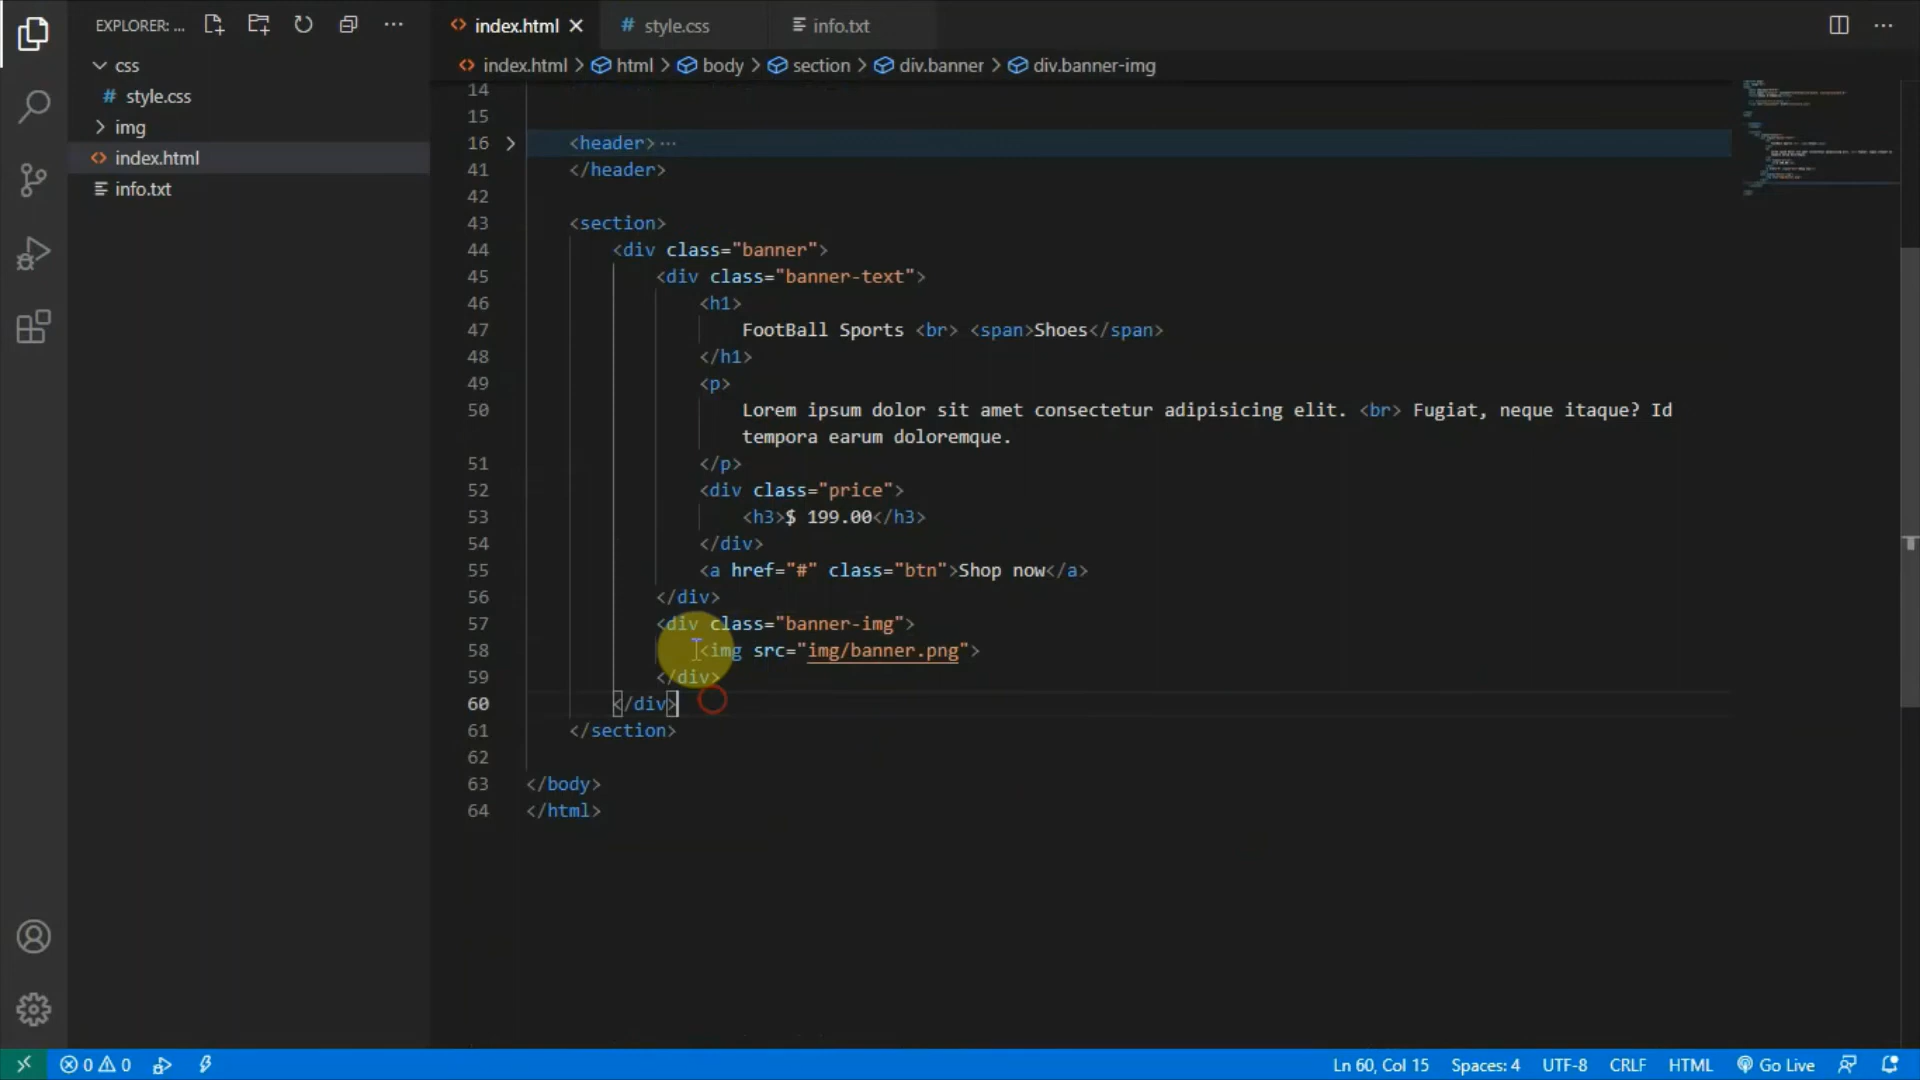 EXPLORER: ...
css
# style.css
img
index.html
info.txt
index.html
# style.css
info.txt
index.html > html > body > section > div.banner > div.banner-img
14
15
16 <header>...
41 </header>
42
43 <section>
44 <div class="banner">
45 <div class="banner-text">
46 <h1>
47 FootBall Sports <br> <span>Shoes</span>
48 </h1>
49 <p>
50 Lorem ipsum dolor sit amet consectetur adipisicing elit. <br> Fugiat, neque itaque? Id
tempora earum doloremque.
51 </p>
52 <div class="price">
53 <h3>$ 199.00</h3>
54 </div>
55 <a href="#" class="btn">Shop now</a>
56 </div>
57 <div class="banner-img">
58 <img src="img/banner.png">
59 </div>
60 </div>
61 </section>
62
63 </body>
64 </html>
0 0
Ln 60, Col 15 Spaces: 4 UTF-8 CRLF HTML Go Live